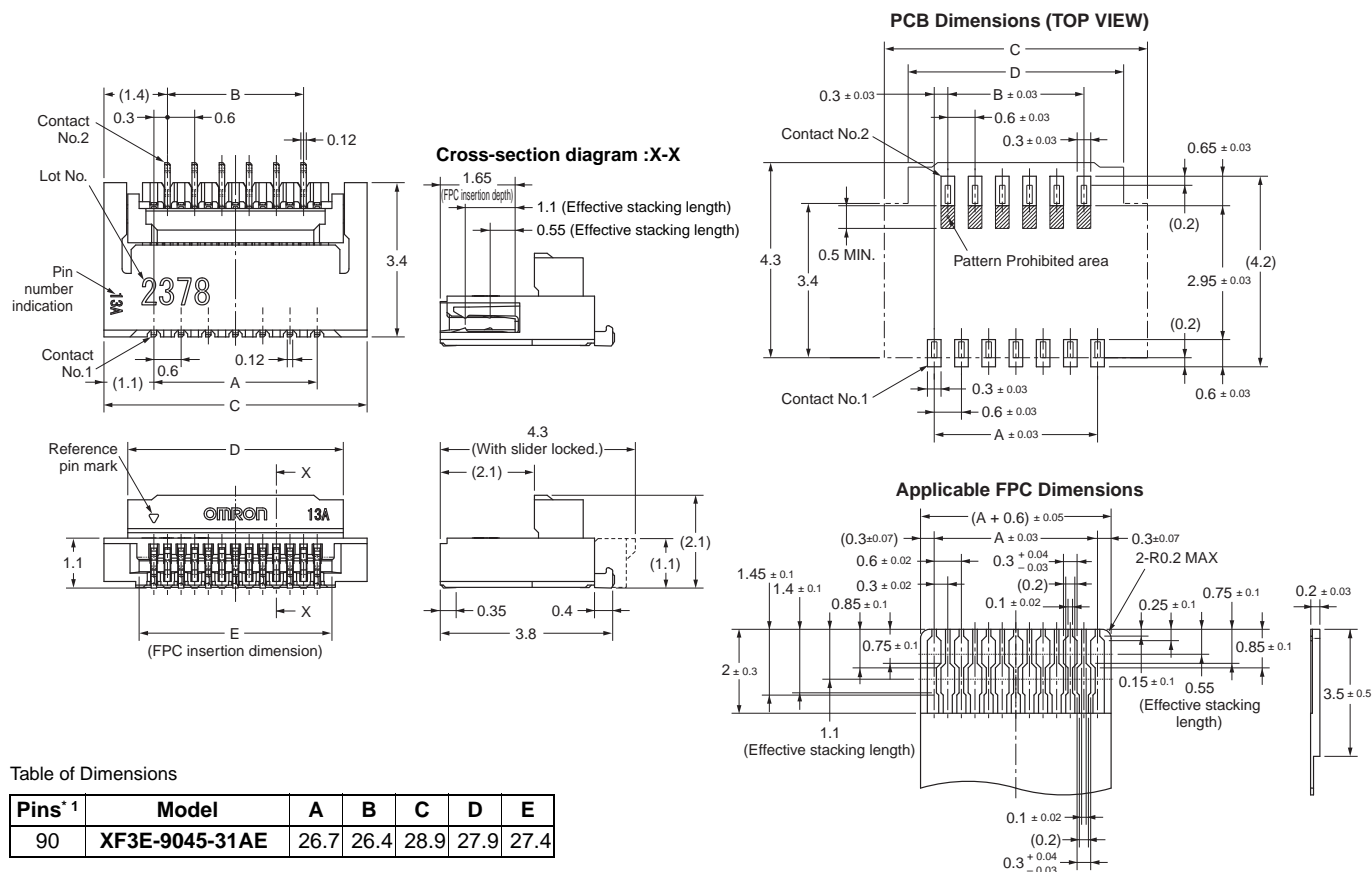 PCB Dimensions (TOP VIEW)
C
D
0.3 ± 0.03
B ± 0.03
0.6 ± 0.03
Contact No.2
0.3 ± 0.03
0.65 ± 0.03
(0.2)
4.3
3.4
0.5 MIN.
Pattern Prohibited area
(4.2)
2.95 ± 0.03
(0.2)
Contact No.1
0.3 ± 0.03
0.6 ± 0.03
0.6 ± 0.03
A ± 0.03
(1.4)
B
0.3
0.6
Contact
No.2
0.12
Lot No.
Pin
number
indication
13A
2378
3.4
Contact
No.1
0.6
0.12
(1.1)
A
C
Cross-section diagram :X-X
1.65
(FPC insertion depth)
1.1 (Effective stacking length)
0.55 (Effective stacking length)
Reference
pin mark
D
X
OMRON
13A
1.1
X
E
(FPC insertion dimension)
4.3
(With slider locked.)
(2.1)
(2.1)
(1.1)
0.35
0.4
3.8
Applicable FPC Dimensions
(A + 0.6) ± 0.05
(0.3±0.07)
A ± 0.03
0.3±0.07
0.6 ± 0.02
0.3 +0.04 −0.03
2-R0.2 MAX
1.45 ± 0.1
1.4 ± 0.1
0.3 ± 0.02
(0.2)
0.85 ± 0.1
0.1 ± 0.02
0.25 ± 0.1
0.75 ± 0.1
0.2 ± 0.03
0.75 ± 0.1
0.85 ± 0.1
2 ± 0.3
0.15 ± 0.1
0.55
(Effective stacking
length)
3.5 ± 0.5
1.1
(Effective stacking length)
0.1 ± 0.02
(0.2)
0.3 +0.04 −0.03
Table of Dimensions
Pins*1 Model A B C D E
90 XF3E-9045-31AE 26.7 26.4 28.9 27.9 27.4